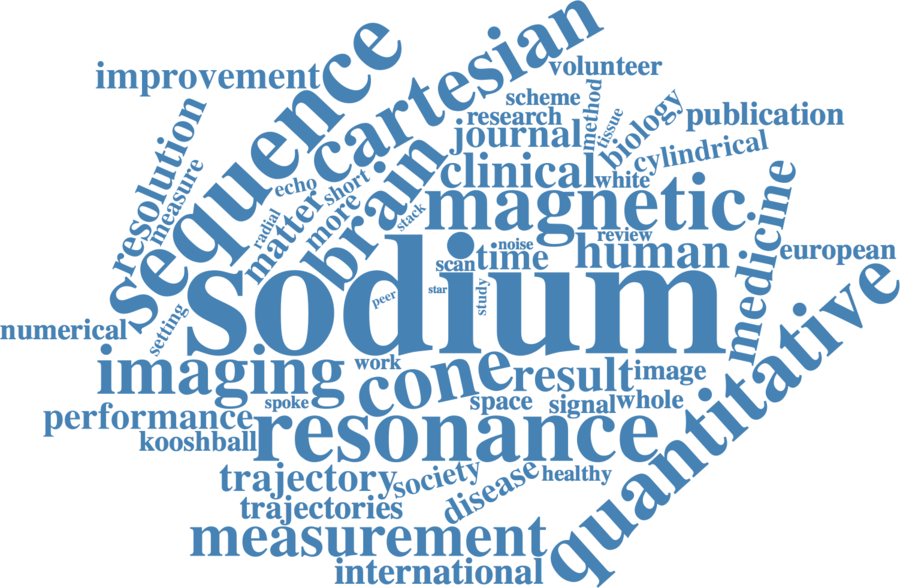 cartesian
sequence
improvement
volunteer
scheme
method
research
tissue
biology
publication
journal
resolution
measure
cylindrical
clinical
white
echo
short
brain
matter
more
radial
stack
magnetic
medicine
review
noise
human
european
scan
time
sodium
peer
star
study
setting
numerical
quantitative
imaging
work
cone
result
image
spoke
space
signal
whole
performance
kooshball
resonance
trajectory
society
disease
healthy
trajectories
measurement
international